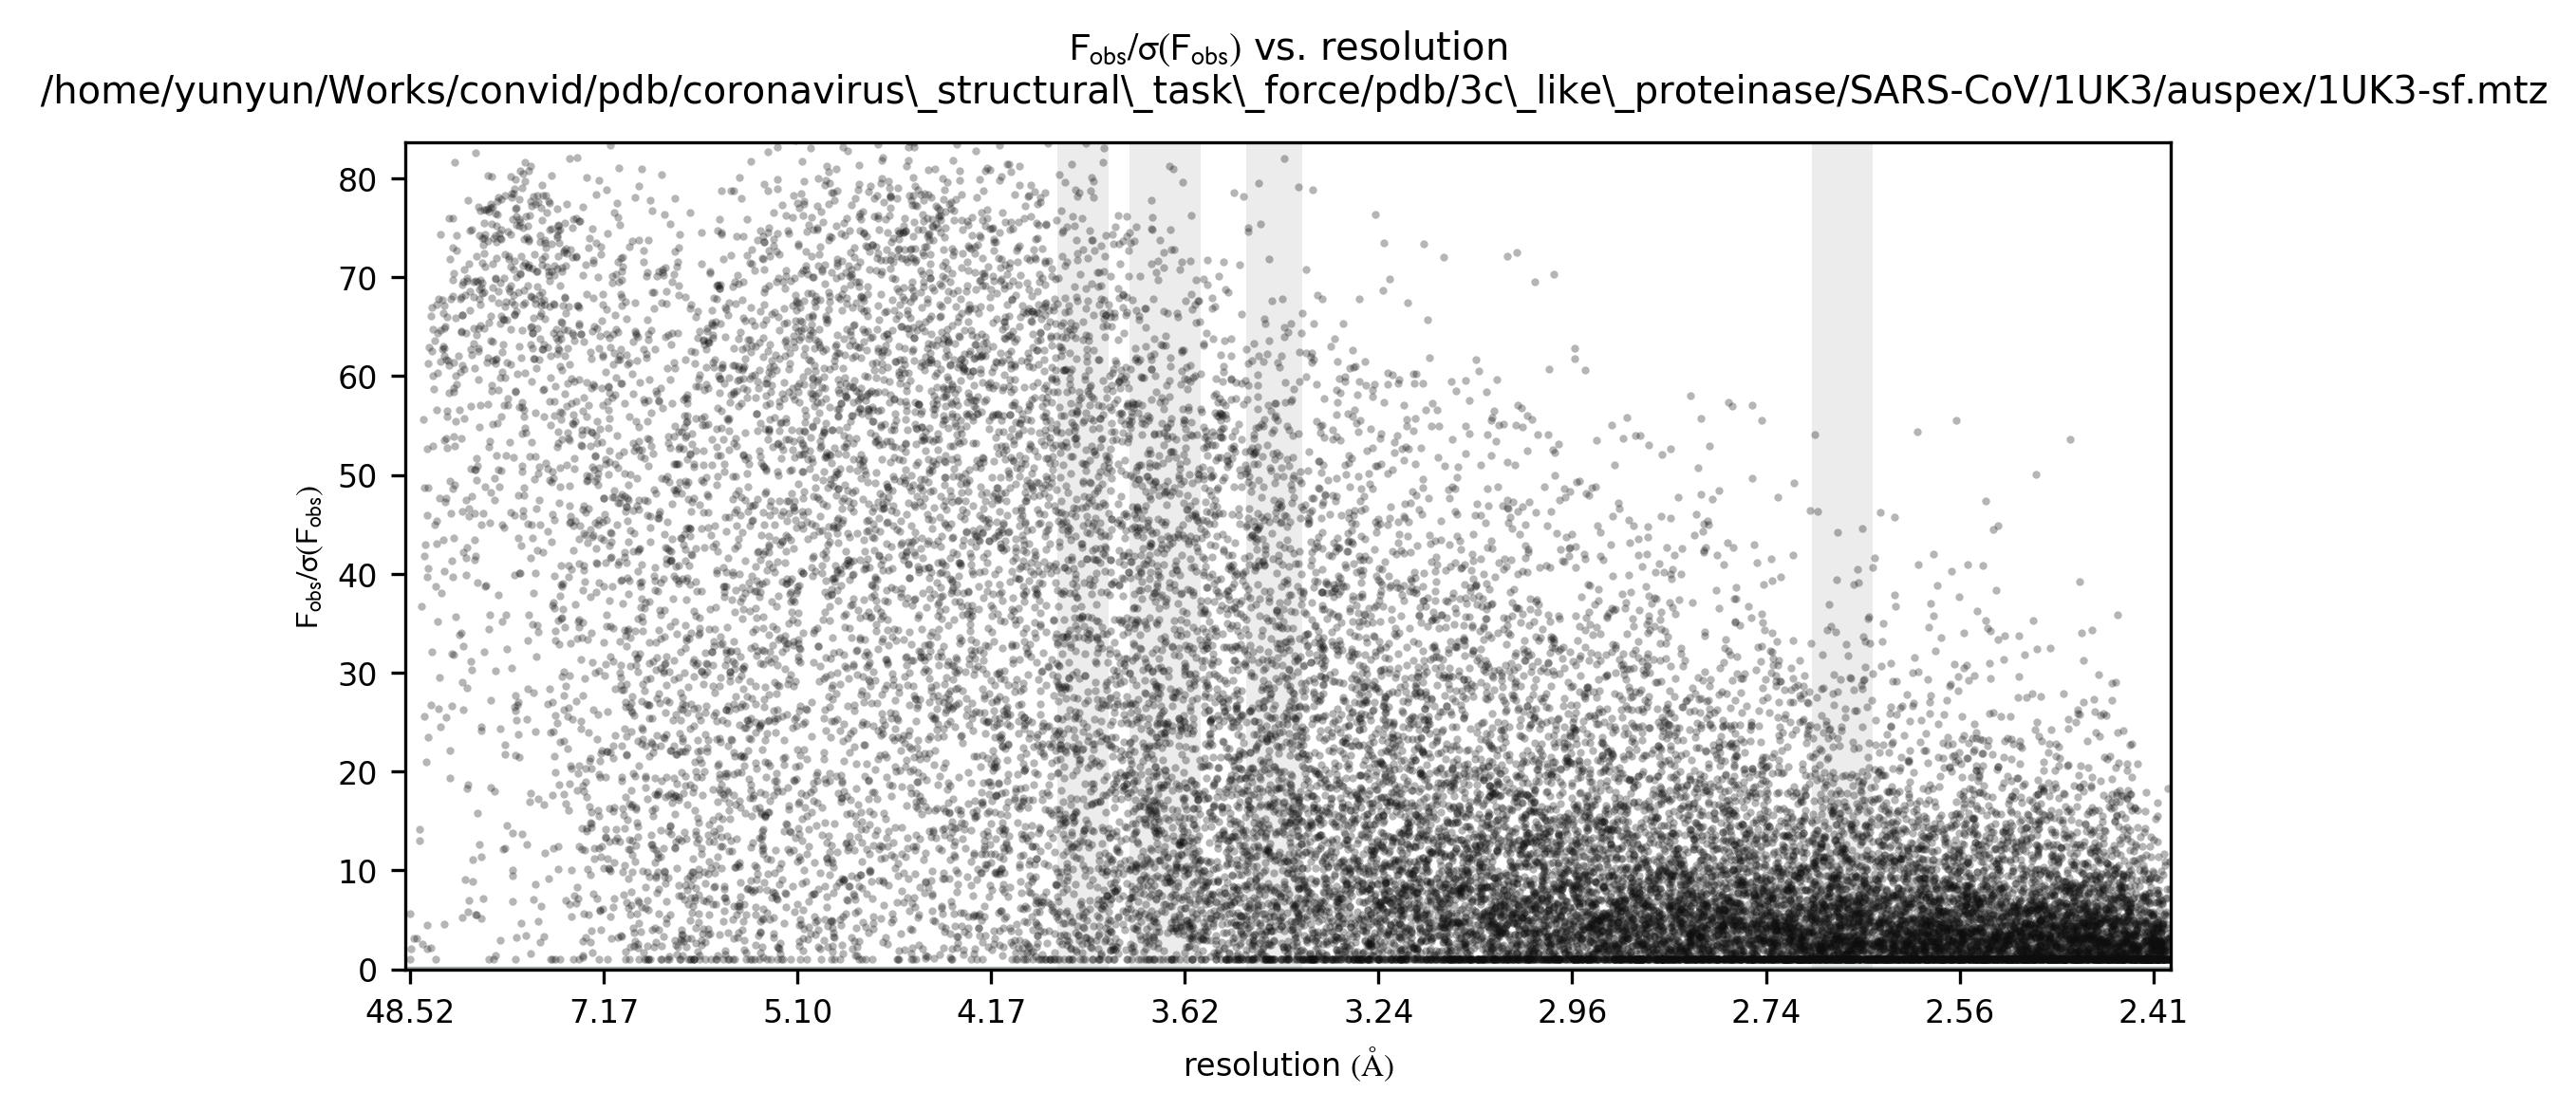 Fobs/σ(Fobs) vs. resolution
/home/yunyun/Works/convid/pdb/coronavirus\_structural\_task\_force/pdb/3c\_like\_proteinase/SARS-CoV/1UK3/auspex/1UK3-sf.mtz
80
70
60
50
40
30
20
10
0
Fobs/σ(Fobs)
48.52 7.17 5.10 4.17 3.62 3.24 2.96 2.74 2.56 2.41
resolution (Å)